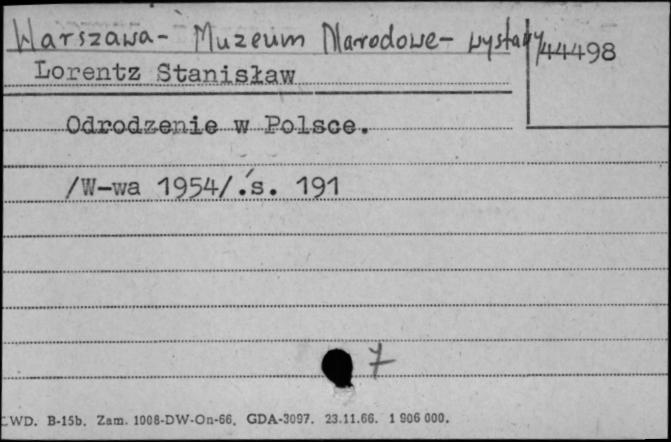 Warszawa - Muzeum Narodowe - wystawy
44498
Lorentz Stanisław
Odrodzenie w Polsce.
/W-wa 1954/.s. 191
7
WD. B-15b. Zam. 1008-DW-On-66. GDA-3097. 23.11.66. 1 906 000.